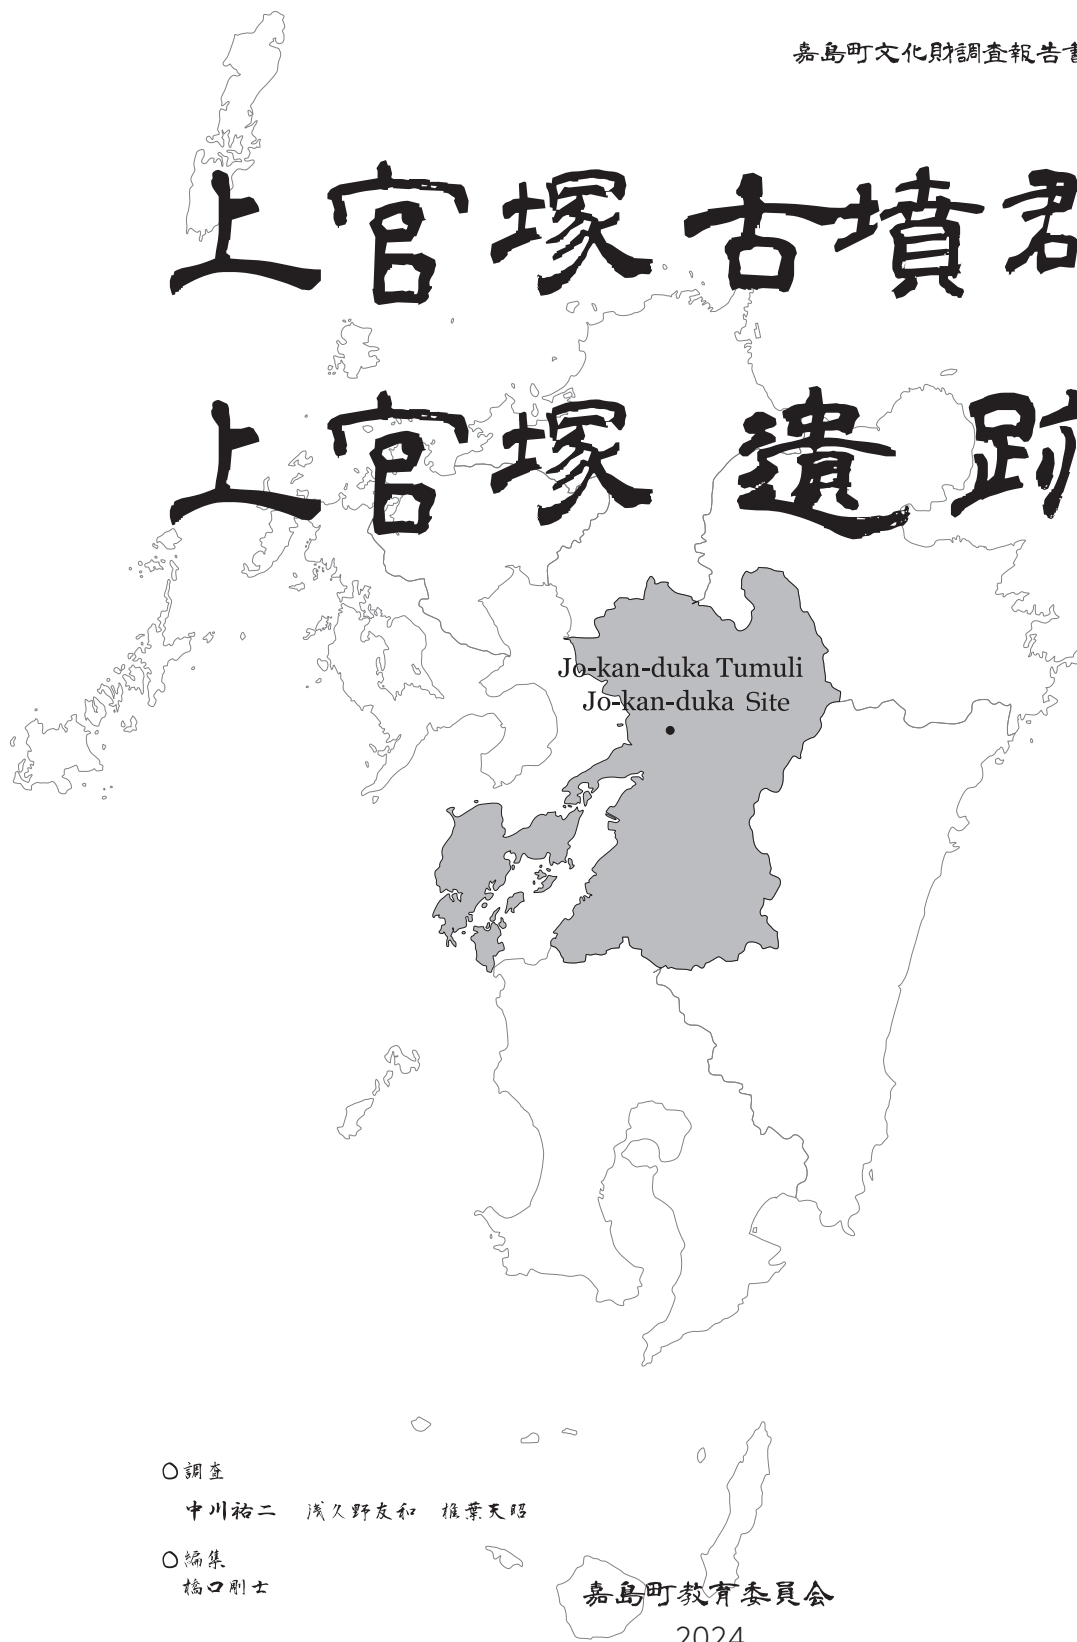 嘉島町文化財調査報告書
上官塚古墳群
上官塚遺跡
Jo-kan-duka Tumuli
Jo-kan-duka Site
○調査
中川裕二 浅久野友和 椎葉天昭
○編集
橋口剛士
嘉島町教育委員会
2024